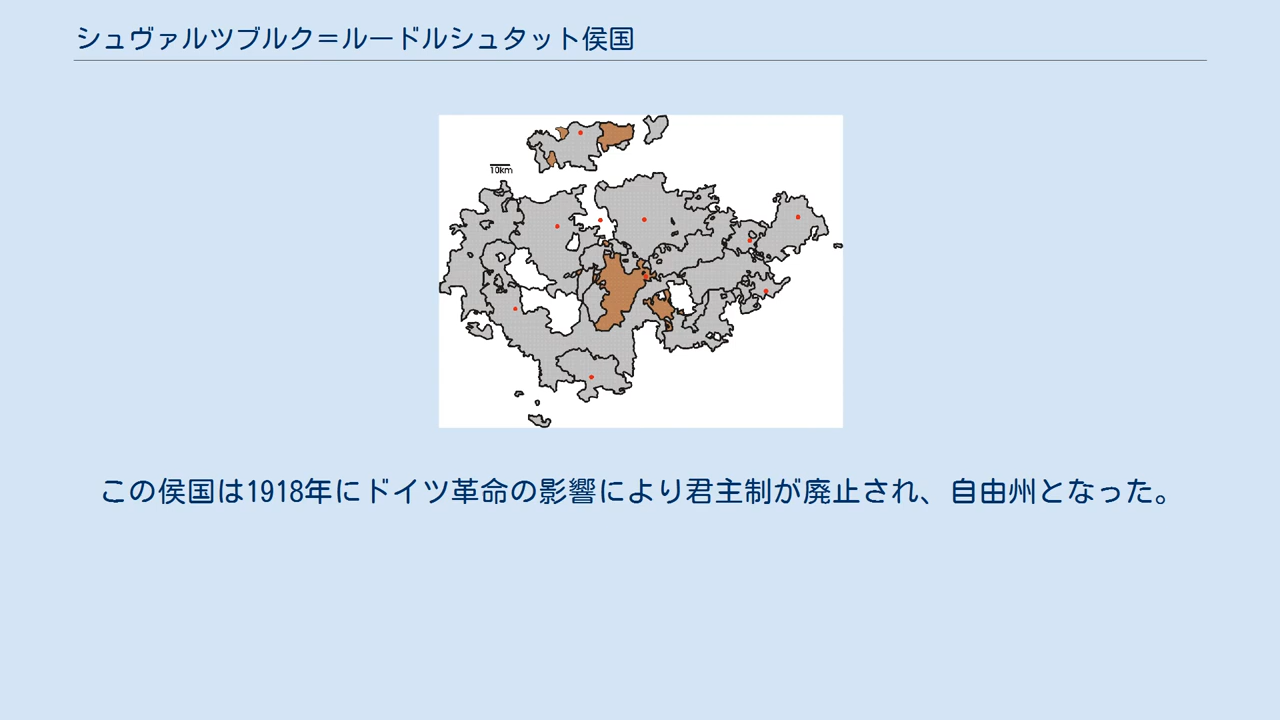 シュヴァルツブルク＝ルードルシュタット侯国
10km
この侯国は1918年にドイツ革命の影響により君主制が廃止され、自由州となった。